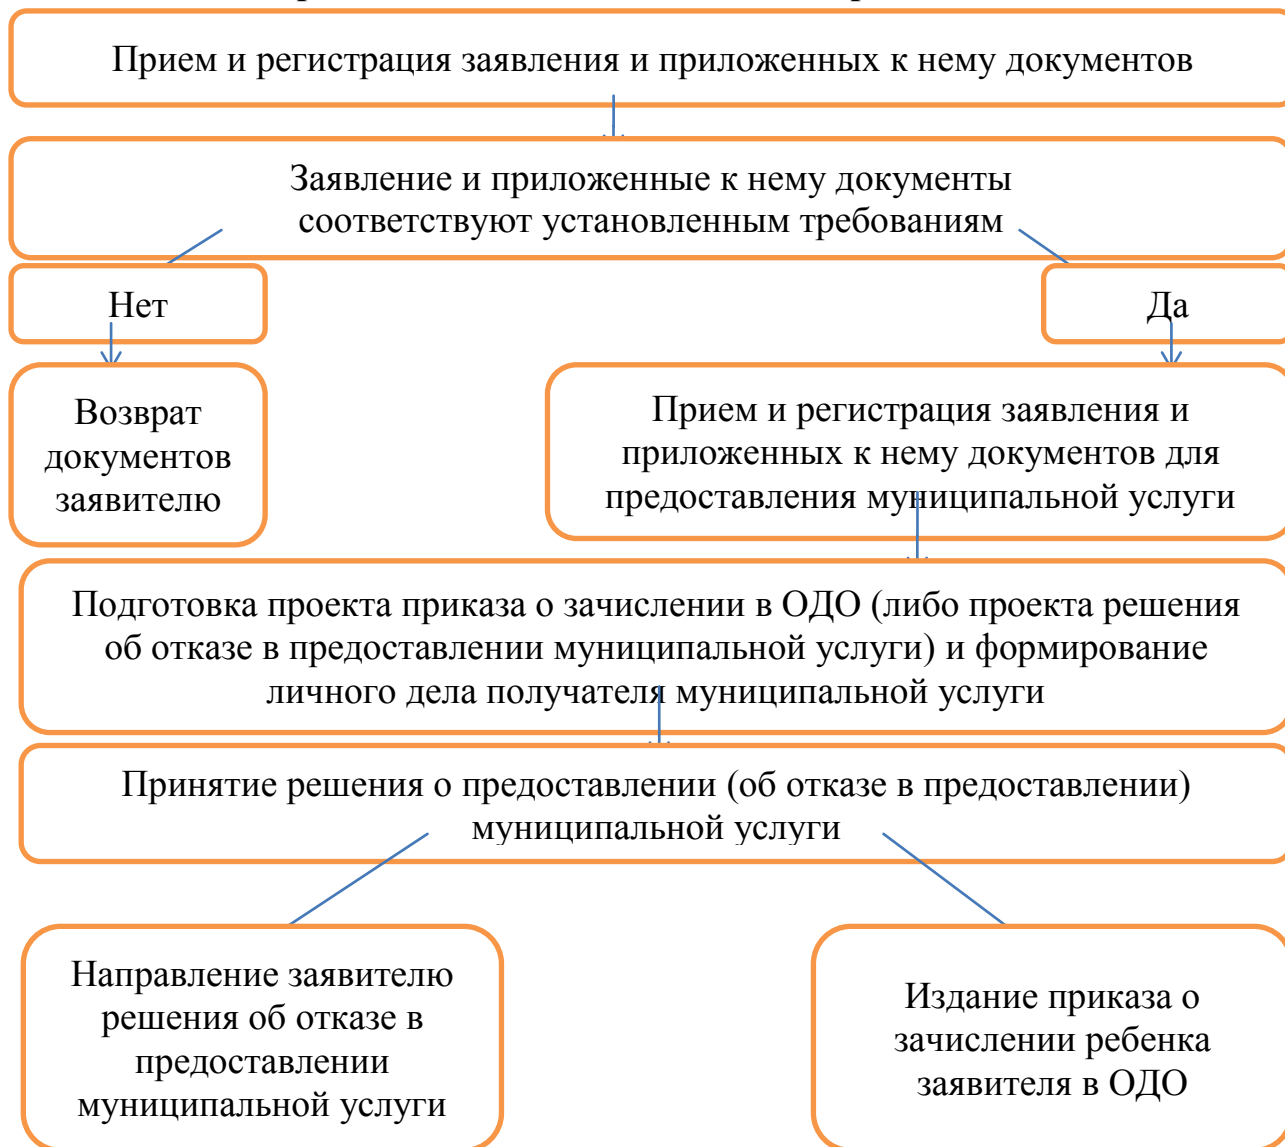 Прием и регистрация заявления и приложенных к нему документов
Заявление и приложенные к нему документы
соответствуют установленным требованиям
Нет
Да
Возврат
документов
заявителю
Прием и регистрация заявления и
приложенных к нему документов для
предоставления муниципальной услуги
Подготовка проекта приказа о зачислении в ОДО (либо проекта решения
об отказе в предоставлении муниципальной услуги) и формирование
личного дела получателя муниципальной услуги
Принятие решения о предоставлении (об отказе в предоставлении)
муниципальной услуги
Направление заявителю
решения об отказе в
предоставлении
муниципальной услуги
Издание приказа о
зачислении ребенка
заявителя в ОДО